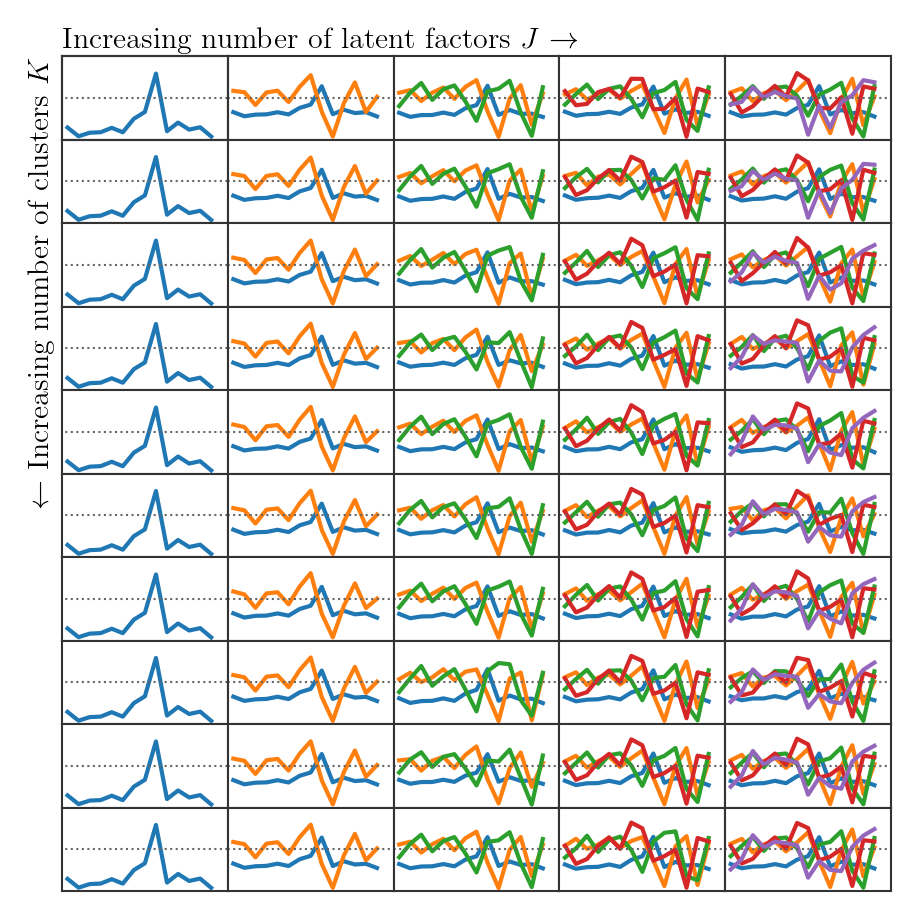 Increasing number of latent factors J →
← Increasing number of clusters K